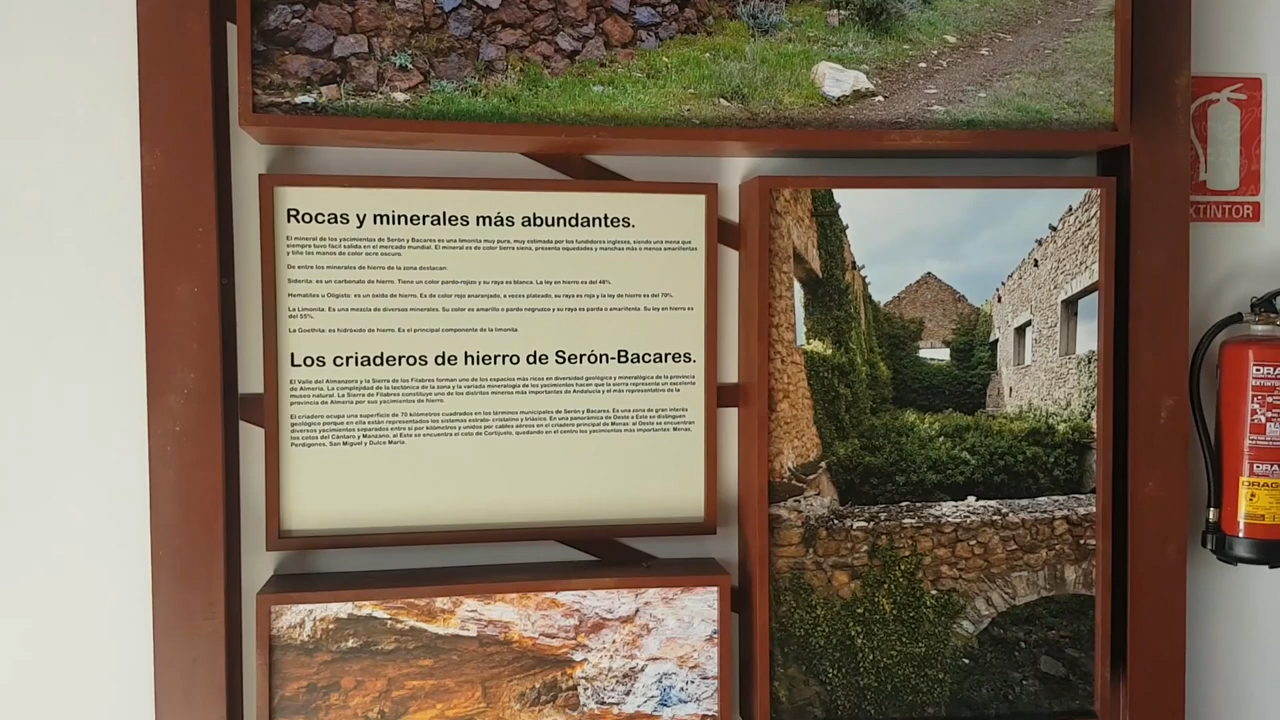 Rocas y minerales más abundantes.
El mineral de los yacimientos de Serón y Bacares es una limonita muy pura, muy estimada por los fundidores ingleses, siendo una mena que
siempre tuvo fácil salida en el mercado mundial. El mineral es de color tierra siena, presenta oquedades y manchas más o menos amarillentas
y tiñe las manos de color ocre oscuro.
De entre los minerales de hierro de la zona destacan:
Siderita: es un carbonato de hierro. Tiene un color pardo-rojizo y su raya es blanca. La ley en hierro es del 48%.
Hematites u Oligisto: es un óxido de hierro. Es de color rojo anaranjado, a veces plateado, su raya es roja y la ley de hierro es del 70%.
La Limonita: Es una mezcla de diversos minerales. Su color es amarillo o pardo negruzco y su raya es parda o amarillenta. Su ley en hierro es
del 55%.
La Goethita: es hidróxido de hierro. Es el principal componente de la limonita.
Los criaderos de hierro de Serón-Bacares.
El Valle del Almanzora y la Sierra de los Filabres forman uno de los espacios más ricos en diversidad geológica y mineralógica de la provincia
de Almería. La complejidad de la tectónica de la zona y la variada mineralogía de los yacimientos hacen que la sierra represente un excelente
museo natural. La Sierra de Filabres constituye uno de los distritos mineros más importantes de Andalucía y el más representativo de la
provincia de Almería por sus yacimientos de hierro.
El criadero ocupa una superficie de 70 kilómetros cuadrados en los términos municipales de Serón y Bacares. Es una zona de gran interés
geológico porque en ella están representados los sistemas estrato- cristalino y triásico. En una panorámica de Oeste a Este se distinguen
diversos yacimientos separados entre sí por kilómetros y unidos por cables aéreos en el criadero principal de Menas: al Oeste se encuentran
los cotos del Cántaro y Manzano, al Este se encuentra el coto de Cortijuelo, quedando en el centro los yacimientos más importantes: Menas,
Perdigones, San Miguel y Dulce María.
EXTINTOR
DRA
EXTINTO
DRA
DRAG